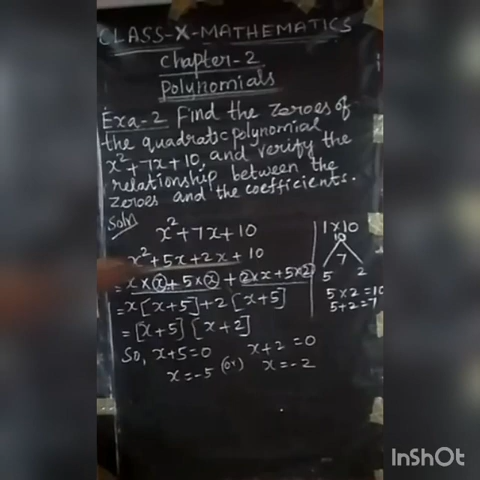 CLASS-X-MATHEMATICS
Chapter-2
Polynomials
Exa-2 Find the zeroes of
the quadratic polynomial
x²+7x+10, and verify the
relationship between the
zeroes and the coefficients.
Soln
x²+7x+10
x²+5x+2x+10
= x×x+5×x+2×x+5×2
= x[x+5]+2[x+5]
= [x+5] [x+2]
So, x+5=0 x+2=0
x=-5 (or) x=-2
1×10
10
7
5 2
5×2=10
5+2=7
InShOt